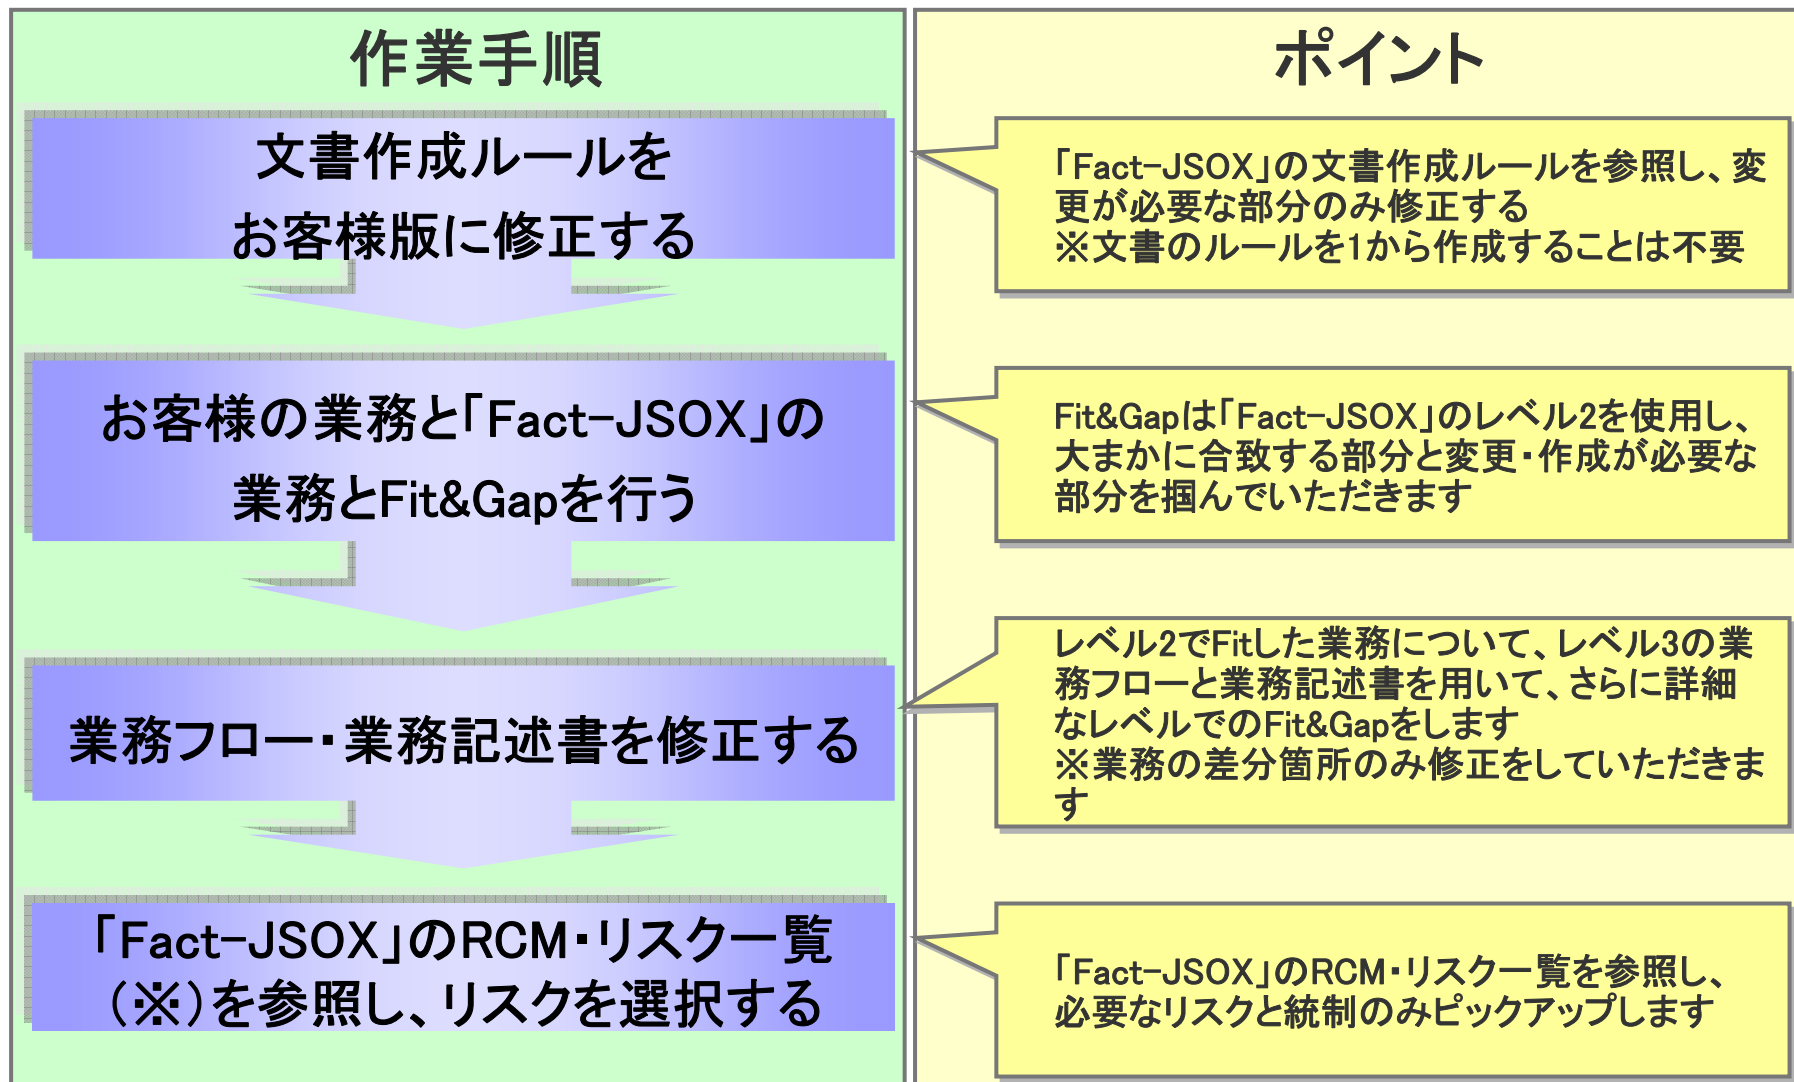 作業手順
文書作成ルールを
お客様版に修正する
お客様の業務と「Fact-JSOX」の
業務とFit&Gapを行う
業務フロー・業務記述書を修正する
「Fact-JSOX」のRCM・リスク一覧
（※）を参照し、リスクを選択する
ポイント
「Fact-JSOX」の文書作成ルールを参照し、変
更が必要な部分のみ修正する
※文書のルールを1から作成することは不要
Fit&Gapは「Fact-JSOX」のレベル2を使用し、
大まかに合致する部分と変更・作成が必要な
部分を掴んでいただきます
レベル2でFitした業務について、レベル3の業
務フローと業務記述書を用いて、さらに詳細
なレベルでのFit&Gapをします
※業務の差分箇所のみ修正をしていただきま
す
「Fact-JSOX」のRCM・リスク一覧を参照し、
必要なリスクと統制のみピックアップします